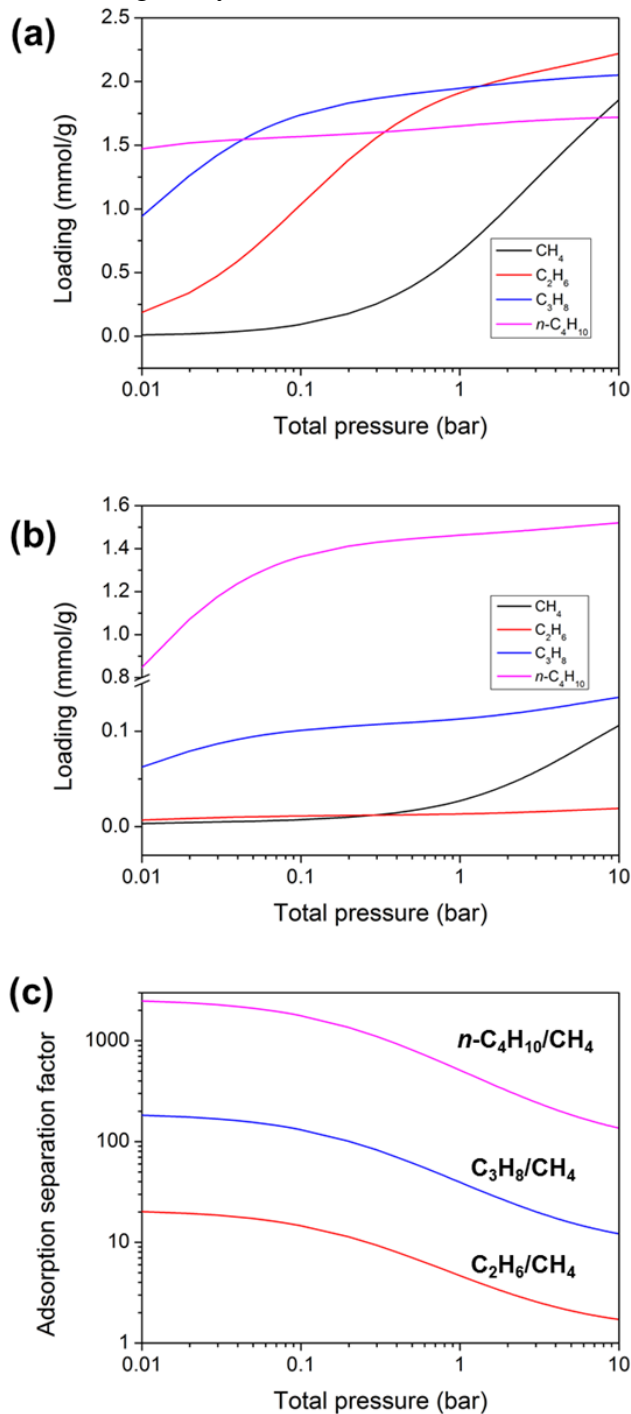 (a)
2.5
2.0
1.5
1.0
0.5
0.0
Loading (mmol/g)
CH₄
C₂H₆
C₃H₈
n-C₄H₁₀
0.01 0.1 1 10
Total pressure (bar)
(b)
1.6
1.4
1.2
1.0
0.8
0.1
0.0
Loading (mmol/g)
CH₄
C₂H₆
C₃H₈
n-C₄H₁₀
0.01 0.1 1 10
Total pressure (bar)
(c)
1000
100
10
1
Adsorption separation factor
n-C₄H₁₀/CH₄
C₃H₈/CH₄
C₂H₆/CH₄
0.01 0.1 1 10
Total pressure (bar)